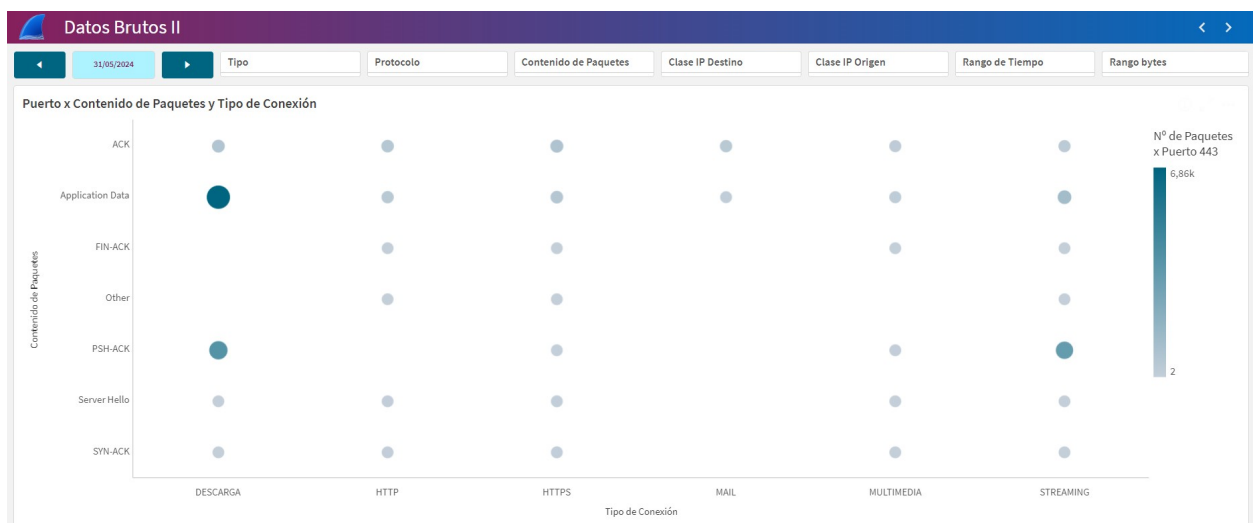 Datos Brutos II
31/05/2024
Tipo
Protocolo
Contenido de Paquetes
Clase IP Destino
Clase IP Origen
Rango de Tiempo
Rango bytes
Puerto x Contenido de Paquetes y Tipo de Conexión
Nº de Paquetes
x Puerto 443
6,86k
2
Contenido de Paquetes
ACK
Application Data
FIN-ACK
Other
PSH-ACK
Server Hello
SYN-ACK
DESCARGA
HTTP
HTTPS
MAIL
MULTIMEDIA
STREAMING
Tipo de Conexión